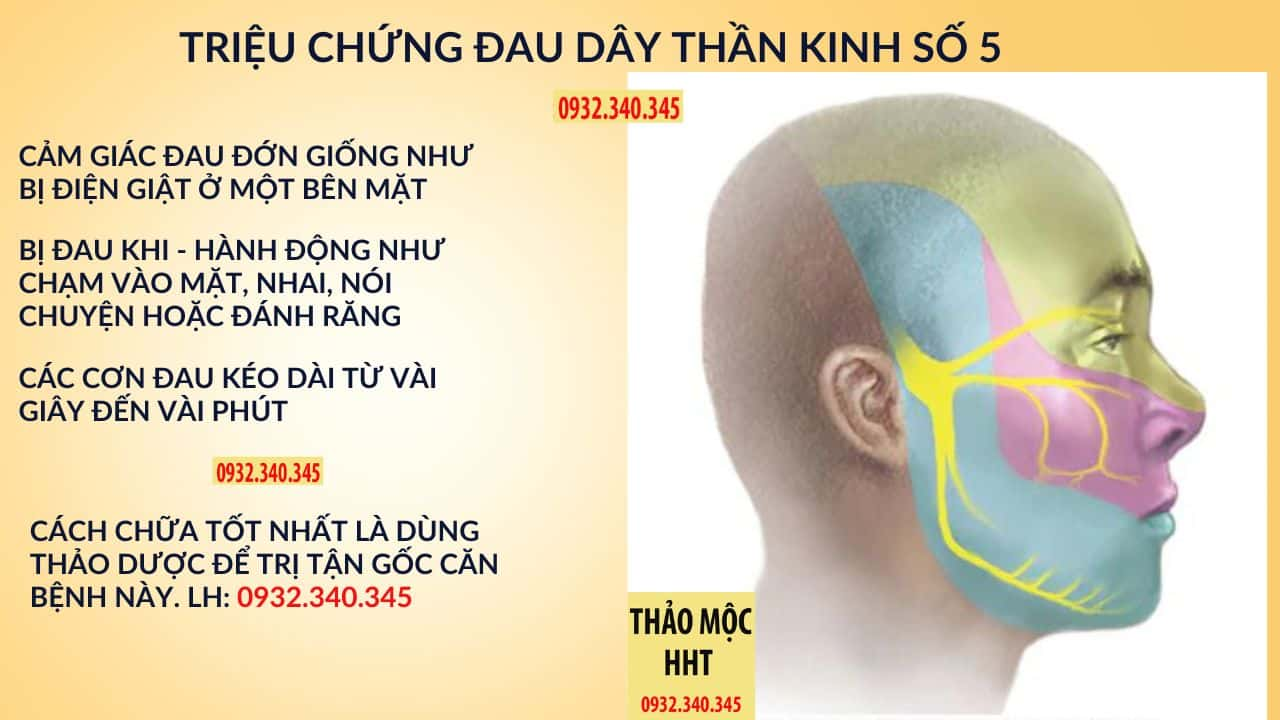 TRIỆU CHỨNG ĐAU DÂY THẦN KINH SỐ 5
0932.340.345
CẢM GIÁC ĐAU ĐỚN GIỐNG NHƯ
BỊ ĐIỆN GIẬT Ở MỘT BÊN MẶT
BỊ ĐAU KHI - HÀNH ĐỘNG NHƯ
CHẠM VÀO MẶT, NHAI, NÓI
CHUYỆN HOẶC ĐÁNH RĂNG
CÁC CƠN ĐAU KÉO DÀI TỪ VÀI
GIÂY ĐẾN VÀI PHÚT
0932.340.345
CÁCH CHỮA TỐT NHẤT LÀ DÙNG
THẢO DƯỢC ĐỂ TRỊ TẬN GỐC CĂN
BỆNH NÀY. LH: 0932.340.345
THẢO MỘC
HHT
0932.340.345